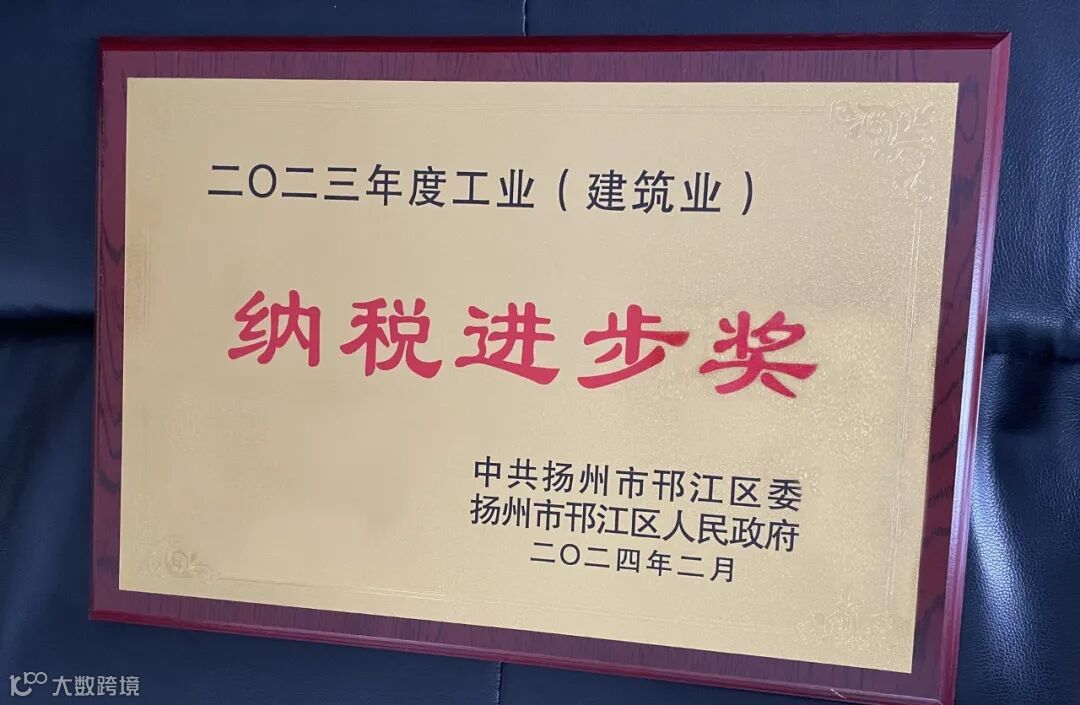 二〇二三年度工业（建筑业）
纳税进步奖
中共扬州市邗江区委
扬州市邗江区人民政府
二〇二四年二月
大数跨境